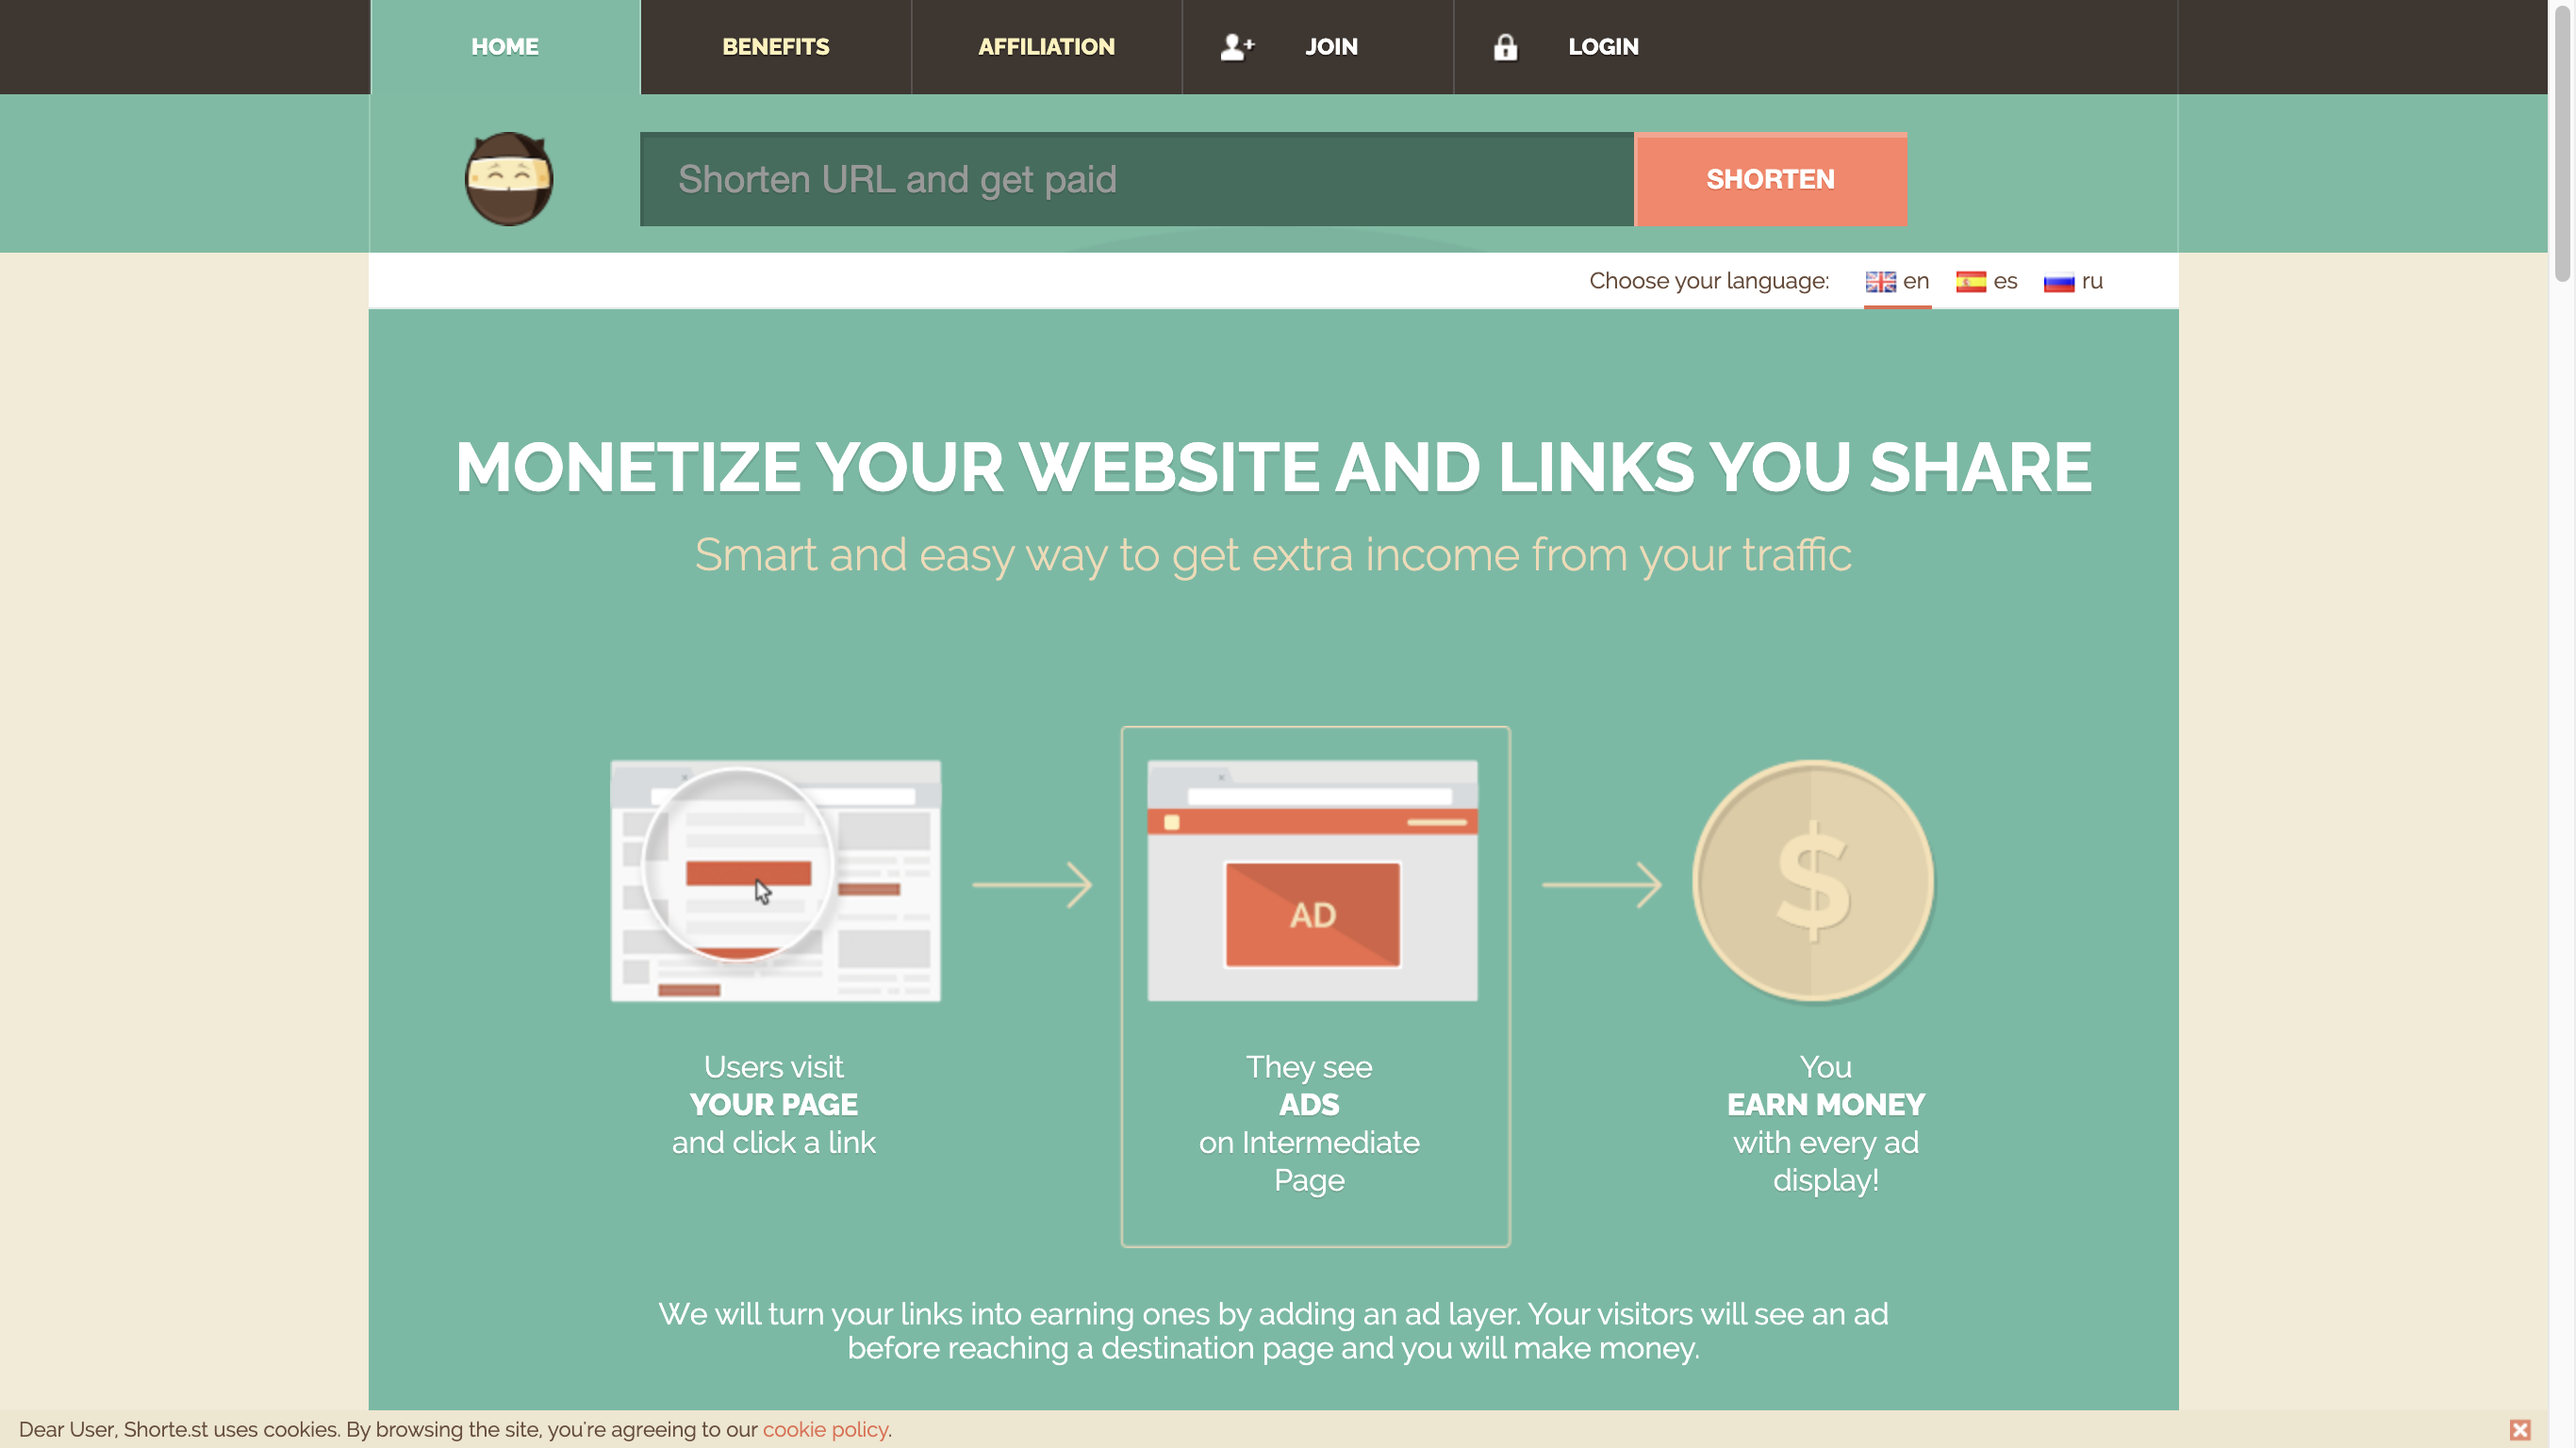 HOME
BENEFITS
AFFILIATION
JOIN
LOGIN
Shorten URL and get paid
SHORTEN
Choose your language:
en
es
ru
MONETIZE YOUR WEBSITE AND LINKS YOU SHARE
Smart and easy way to get extra income from your traffic
AD
$
Users visit
YOUR PAGE
and click a link
They see
ADS
on Intermediate
Page
You
EARN MONEY
with every ad
display!
We will turn your links into earning ones by adding an ad layer. Your visitors will see an ad
before reaching a destination page and you will make money.
Dear User, Shorte.st uses cookies. By browsing the site, you're agreeing to our cookie policy.